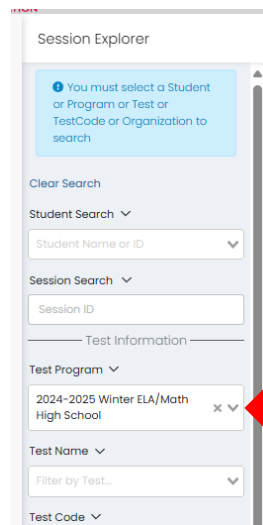 Session Explorer
You must select a Student
or Program or Test or
TestCode or Organization to
search
Clear Search
Student Search
Student Name or ID
Session Search
Session ID
Test Information
Test Program
2024-2025 Winter ELA/Math
High School
Test Name
Filter by Test...
Test Code